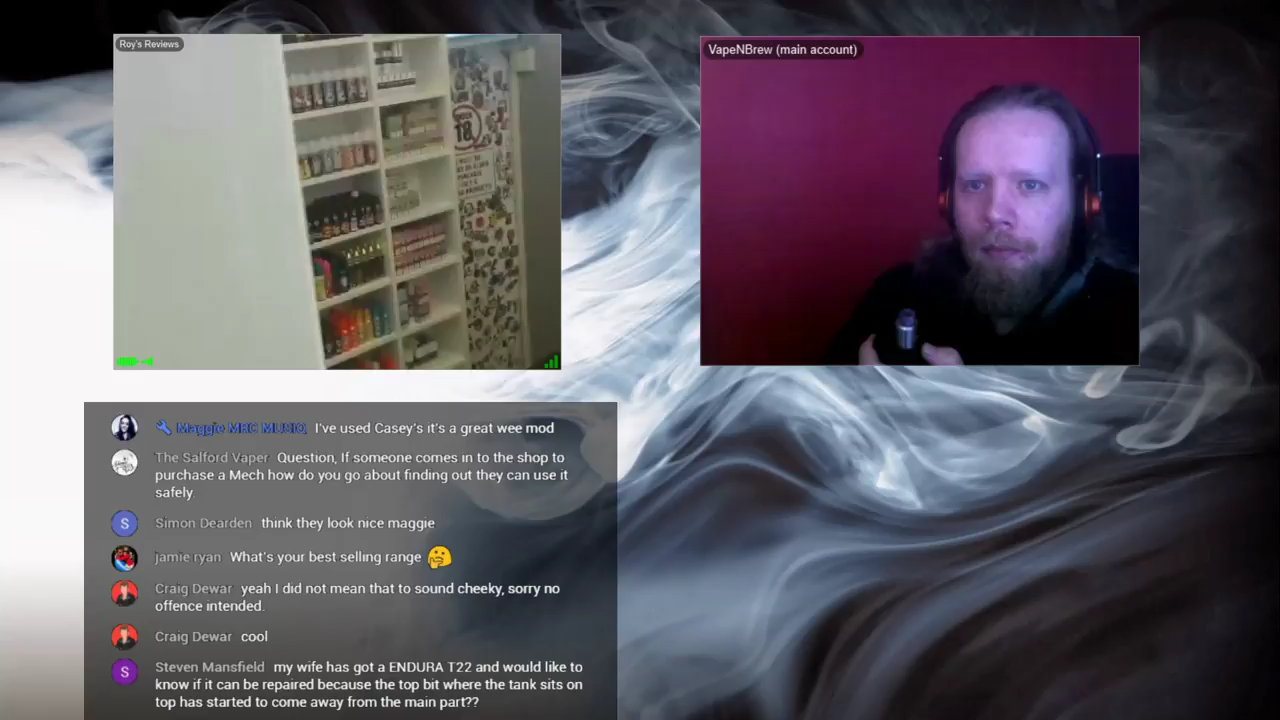 Roy's Reviews
VapeNBrew (main account)
18
Maggie MRC MUSIC I've used Casey's it's a great wee mod
The Salford Vaper Question, If someone comes in to the shop to
purchase a Mech how do you go about finding out they can use it
safely.
S
Simon Dearden think they look nice maggie
jamie ryan What's your best selling range
Craig Dewar yeah I did not mean that to sound cheeky, sorry no
offence intended.
Craig Dewar cool
S
Steven Mansfield my wife has got a ENDURA T22 and would like to
know if it can be repaired because the top bit where the tank sits on
top has started to come away from the main part??